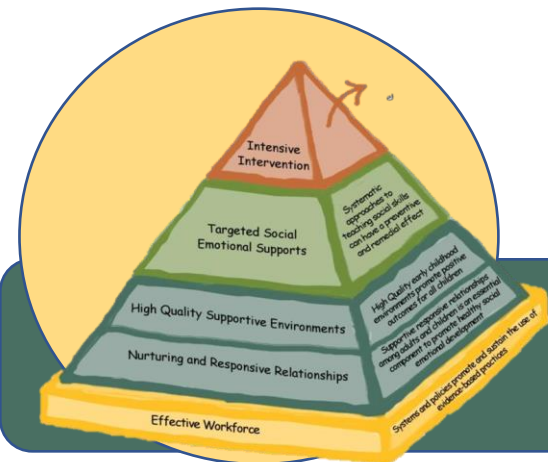 Intensive
Intervention
Targeted Social
Emotional Supports
Systematic
approaches to
teaching social skills
can have a preventive
and remedial effect
High Quality Supportive Environments
High Quality early childhood
environments promote positive
outcomes for all children
Nurturing and Responsive Relationships
Supportive responsive relationships
among adults and children is an essential
component to promote healthy social
emotional development
Effective Workforce
Systems and policies promote and sustain the use of
evidence-based practices